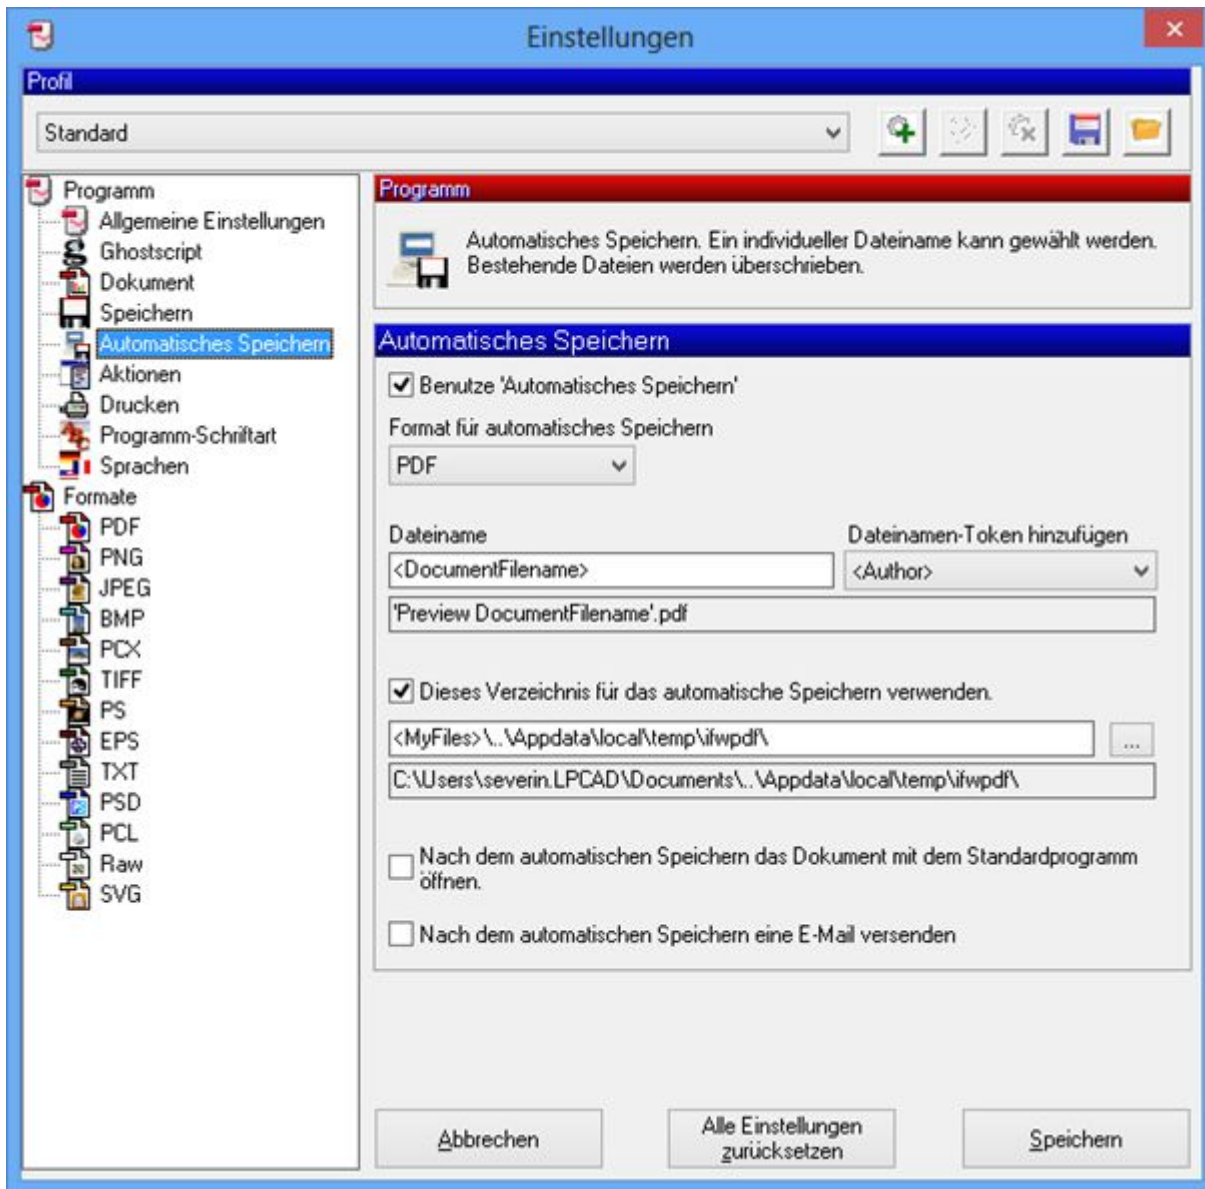 Einstellungen
Profil
Standard
Programm
Allgemeine Einstellungen
Ghostscript
Dokument
Speichern
Automatisches Speichern
Aktionen
Drucken
Programm-Schriftart
Sprachen
Formate
PDF
PNG
JPEG
BMP
PCX
TIFF
PS
EPS
TXT
PSD
PCL
Raw
SVG
Programm
Automatisches Speichern. Ein individueller Dateiname kann gewählt werden.
Bestehende Dateien werden überschrieben.
Automatisches Speichern
Benutze 'Automatisches Speichern'
Format für automatisches Speichern
PDF
Dateiname
Dateinamen-Token hinzufügen
<DocumentFilename>
<Author>
'Preview DocumentFilename'.pdf
Dieses Verzeichnis für das automatische Speichern verwenden.
<MyFiles>\..\Appdata\local\temp\ifwpdf\
...
C:\Users\severin.LPCAD\Documents\..\Appdata\local\temp\ifwpdf\
Nach dem automatischen Speichern das Dokument mit dem Standardprogramm
öffnen.
Nach dem automatischen Speichern eine E-Mail versenden
Abbrechen
Alle Einstellungen
zurücksetzen
Speichern